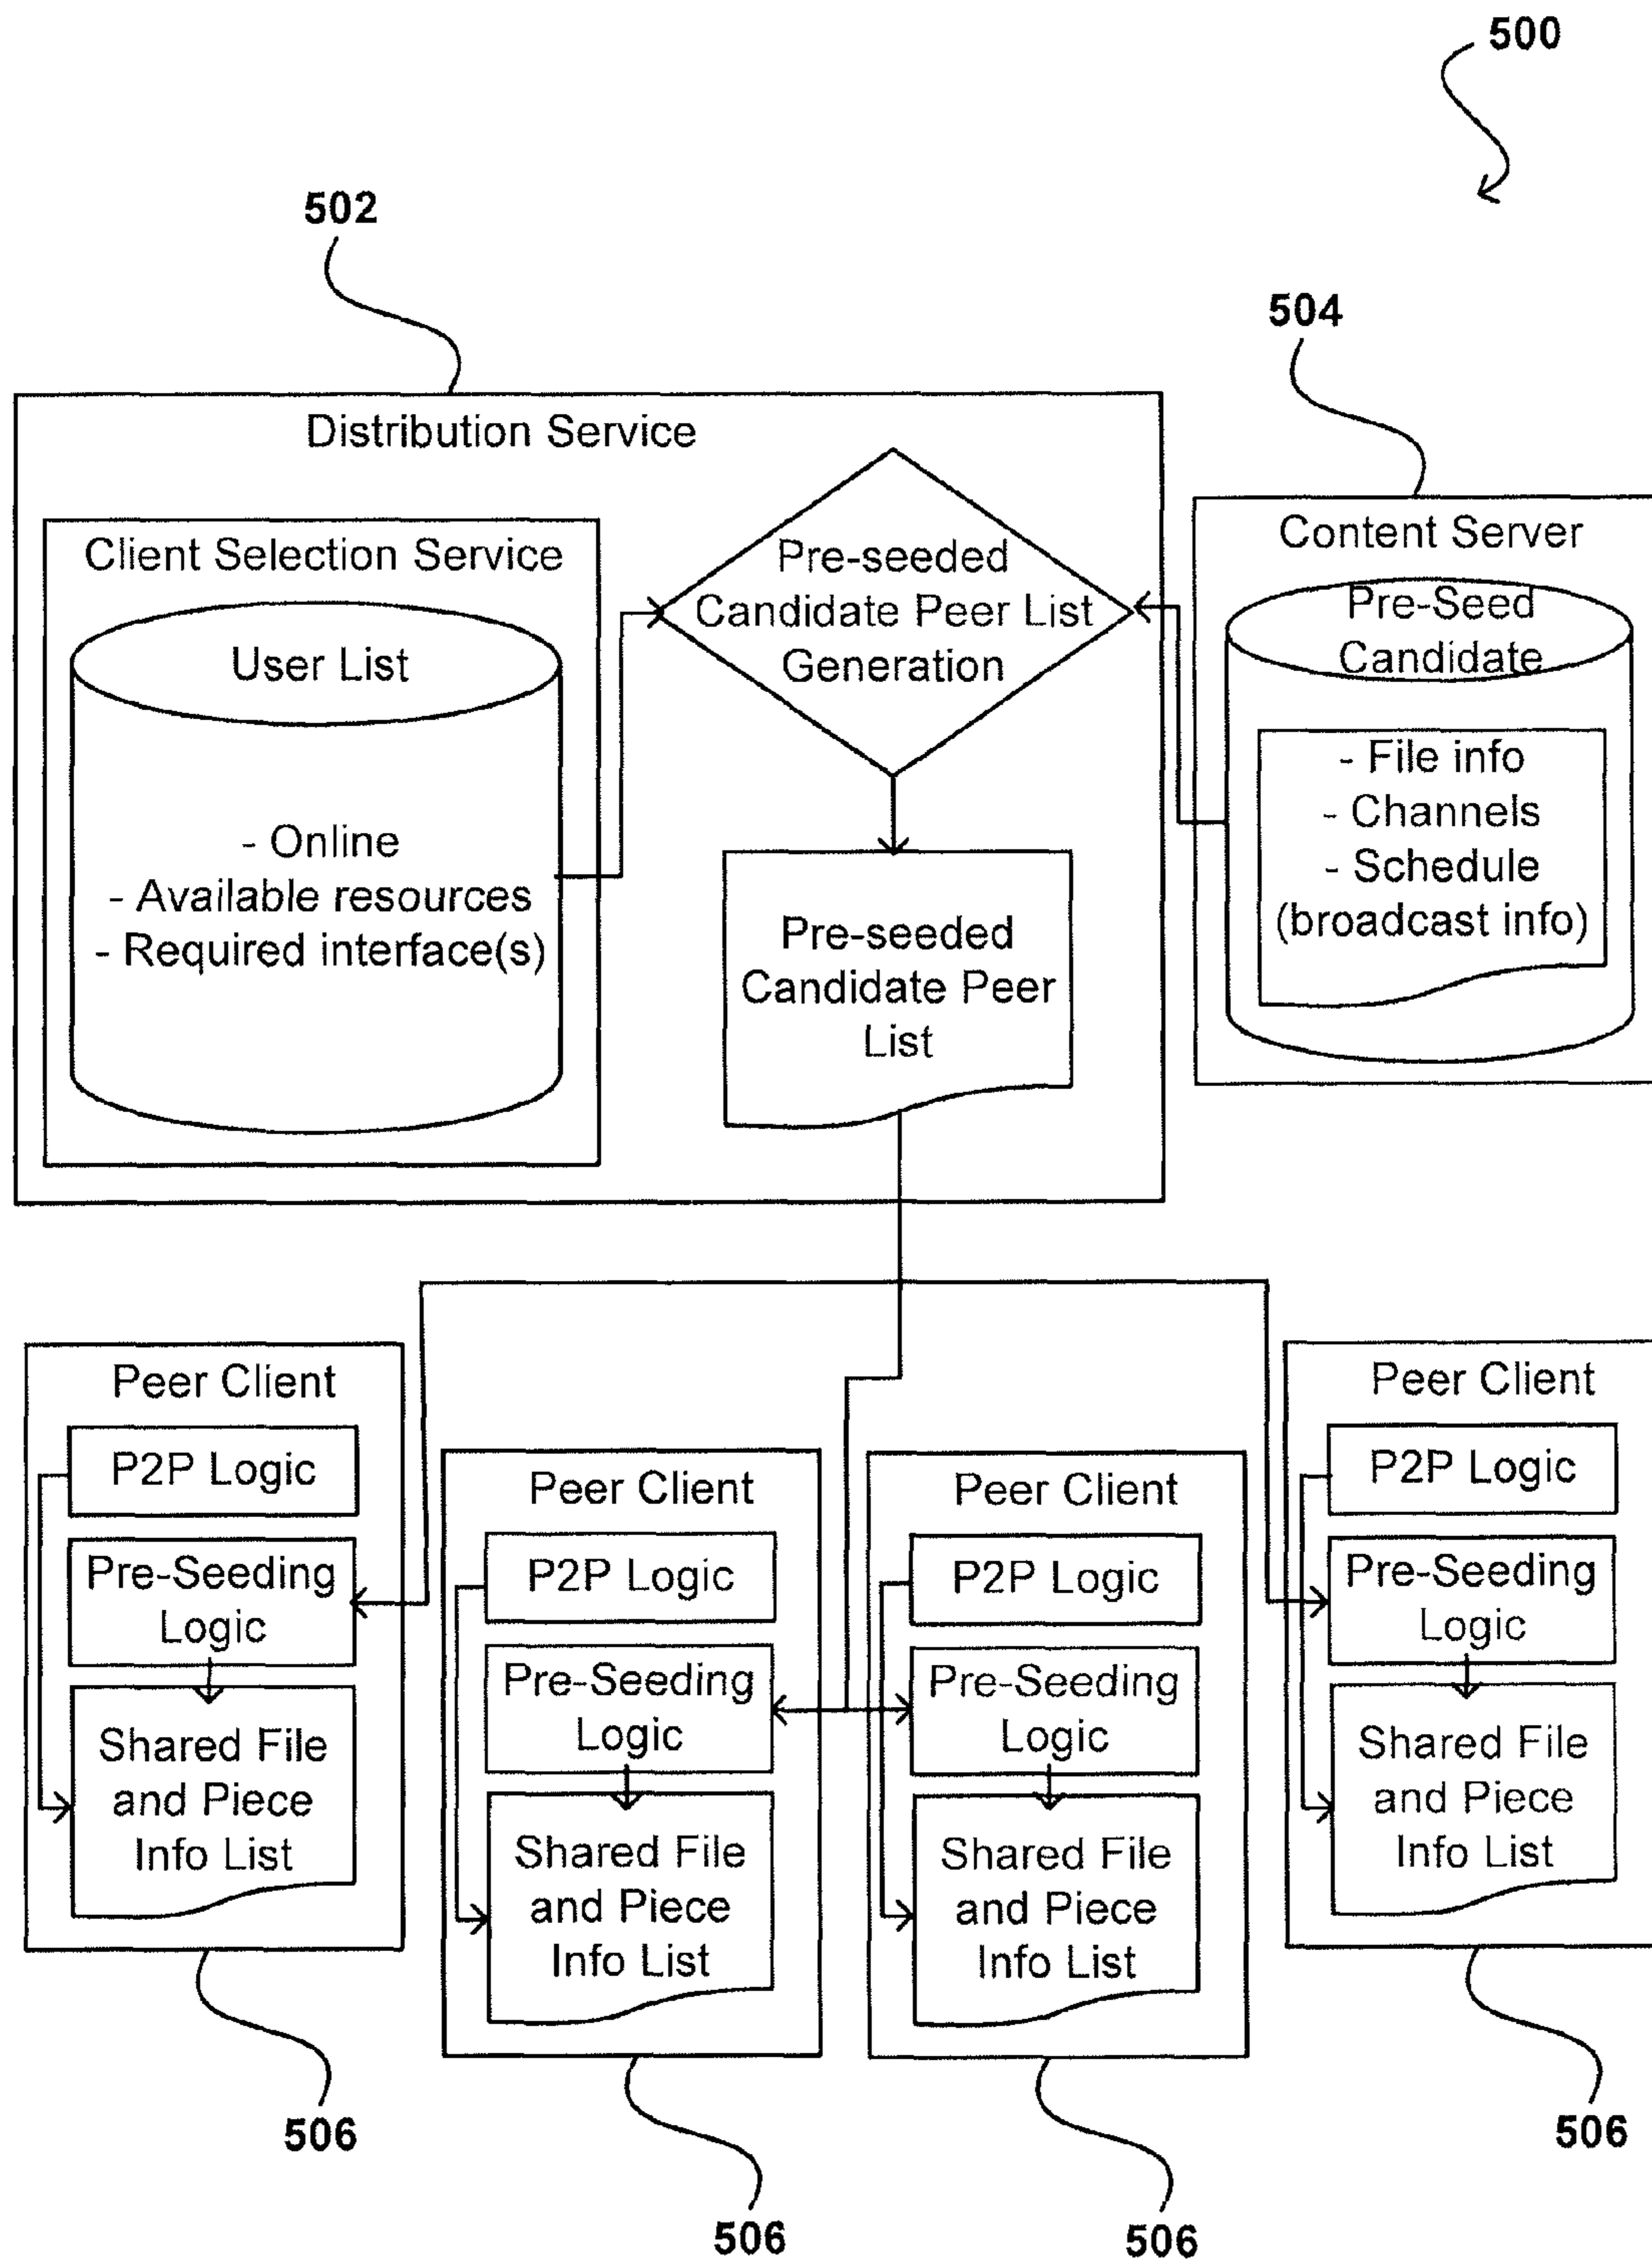 500
502
504
Distribution Service
Client Selection Service
User List
- Online
- Available resources
- Required interface(s)
Pre-seeded
Candidate Peer List
Generation
Pre-seeded
Candidate Peer
List
Content Server
Pre-Seed
Candidate
- File info
- Channels
- Schedule
(broadcast info)
Peer Client
P2P Logic
Pre-Seeding
Logic
Shared File
and Piece
Info List
506
Peer Client
P2P Logic
Pre-Seeding
Logic
Shared File
and Piece
Info List
506
Peer Client
P2P Logic
Pre-Seeding
Logic
Shared File
and Piece
Info List
506
Peer Client
P2P Logic
Pre-Seeding
Logic
Shared File
and Piece
Info List
506